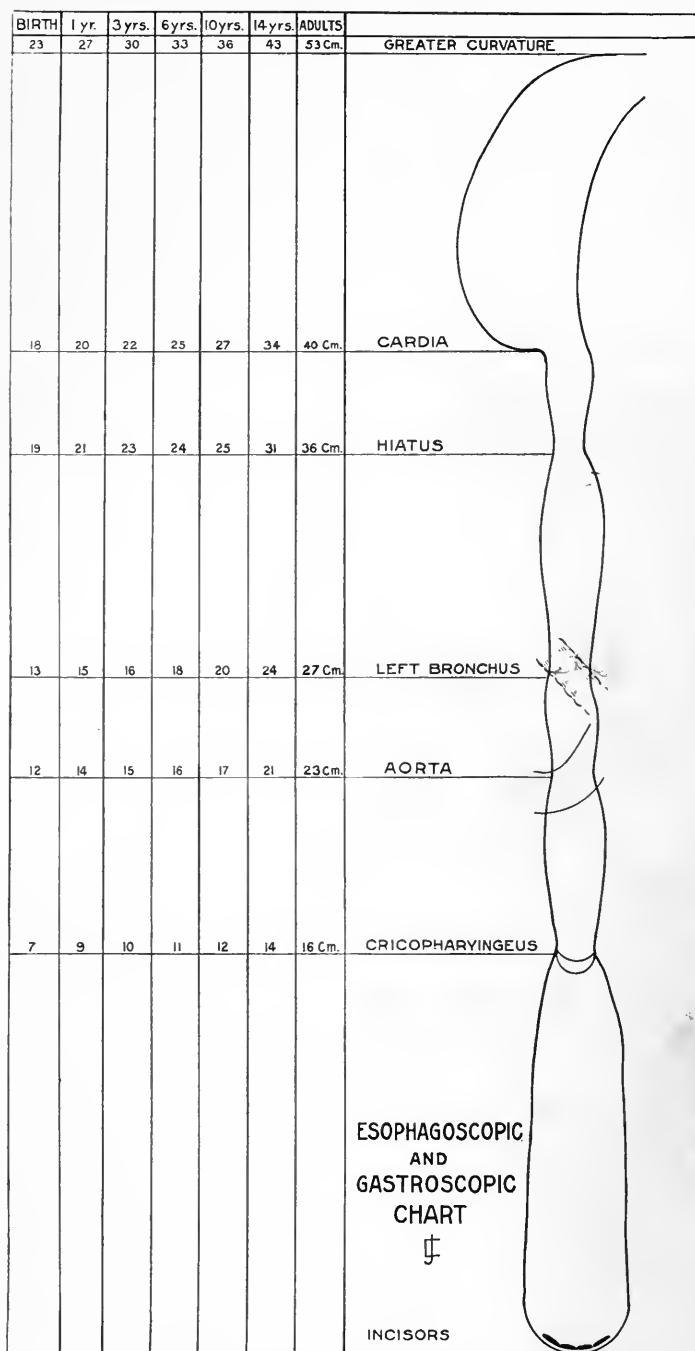 BIRTH 1 yr. 3 yrs. 6 yrs. 10 yrs. 14 yrs. ADULTS
23 27 30 33 36 43 53 Cm. GREATER CURVATURE
18 20 22 25 27 34 40 Cm. CARDIA
19 21 23 24 25 31 36 Cm. HIATUS
13 15 16 18 20 24 27 Cm. LEFT BRONCHUS
12 14 15 16 17 21 23 Cm. AORTA
7 9 10 11 12 14 16 Cm. CRICOPHARYINGEUS
ESOPHAGOSCOPIC
AND
GASTROSCOPIC
CHART
INCISORS